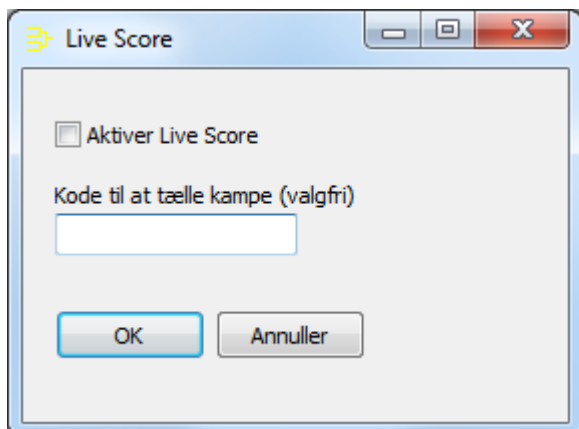 Live Score
Aktiver Live Score
Kode til at tælle kampe (valgfri)
OK
Annuller